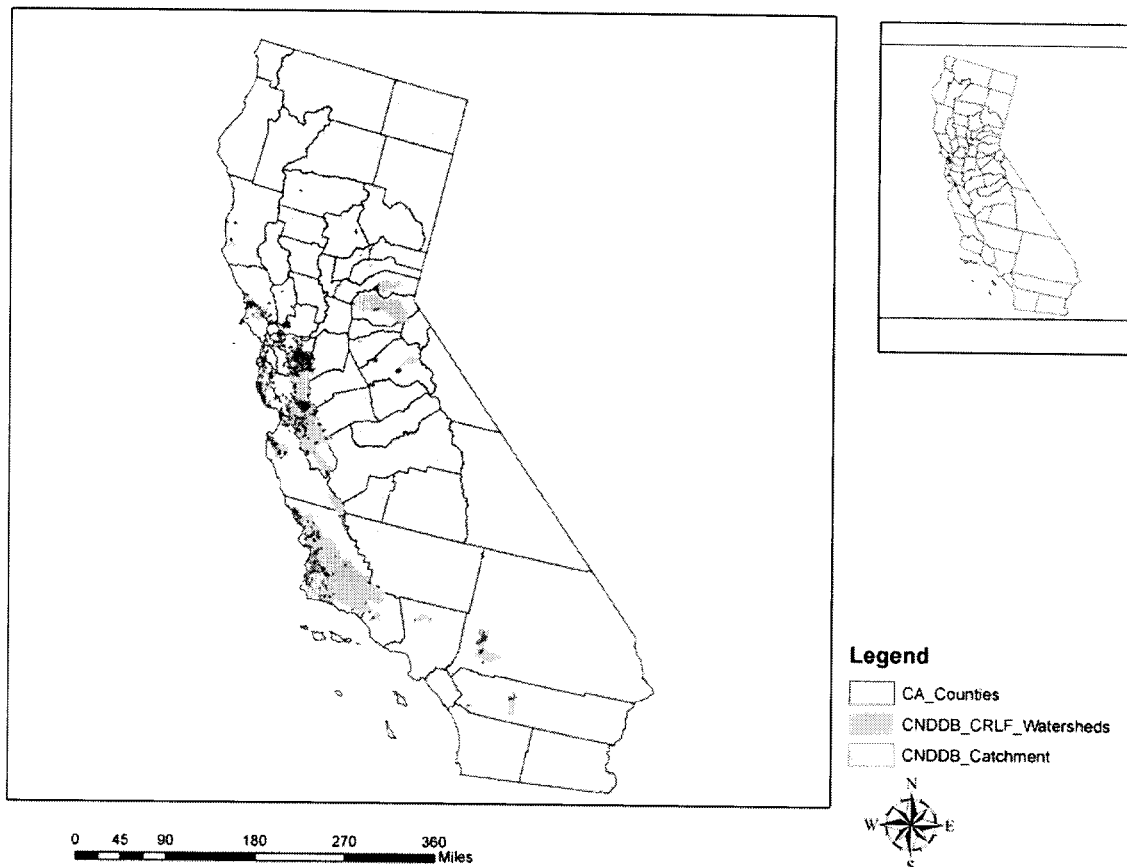 Legend
CA_Counties
CNDDB_CRLF_Watersheds
CNDDB_Catchment
N
W E
S
0 45 90 180 270 360
Miles